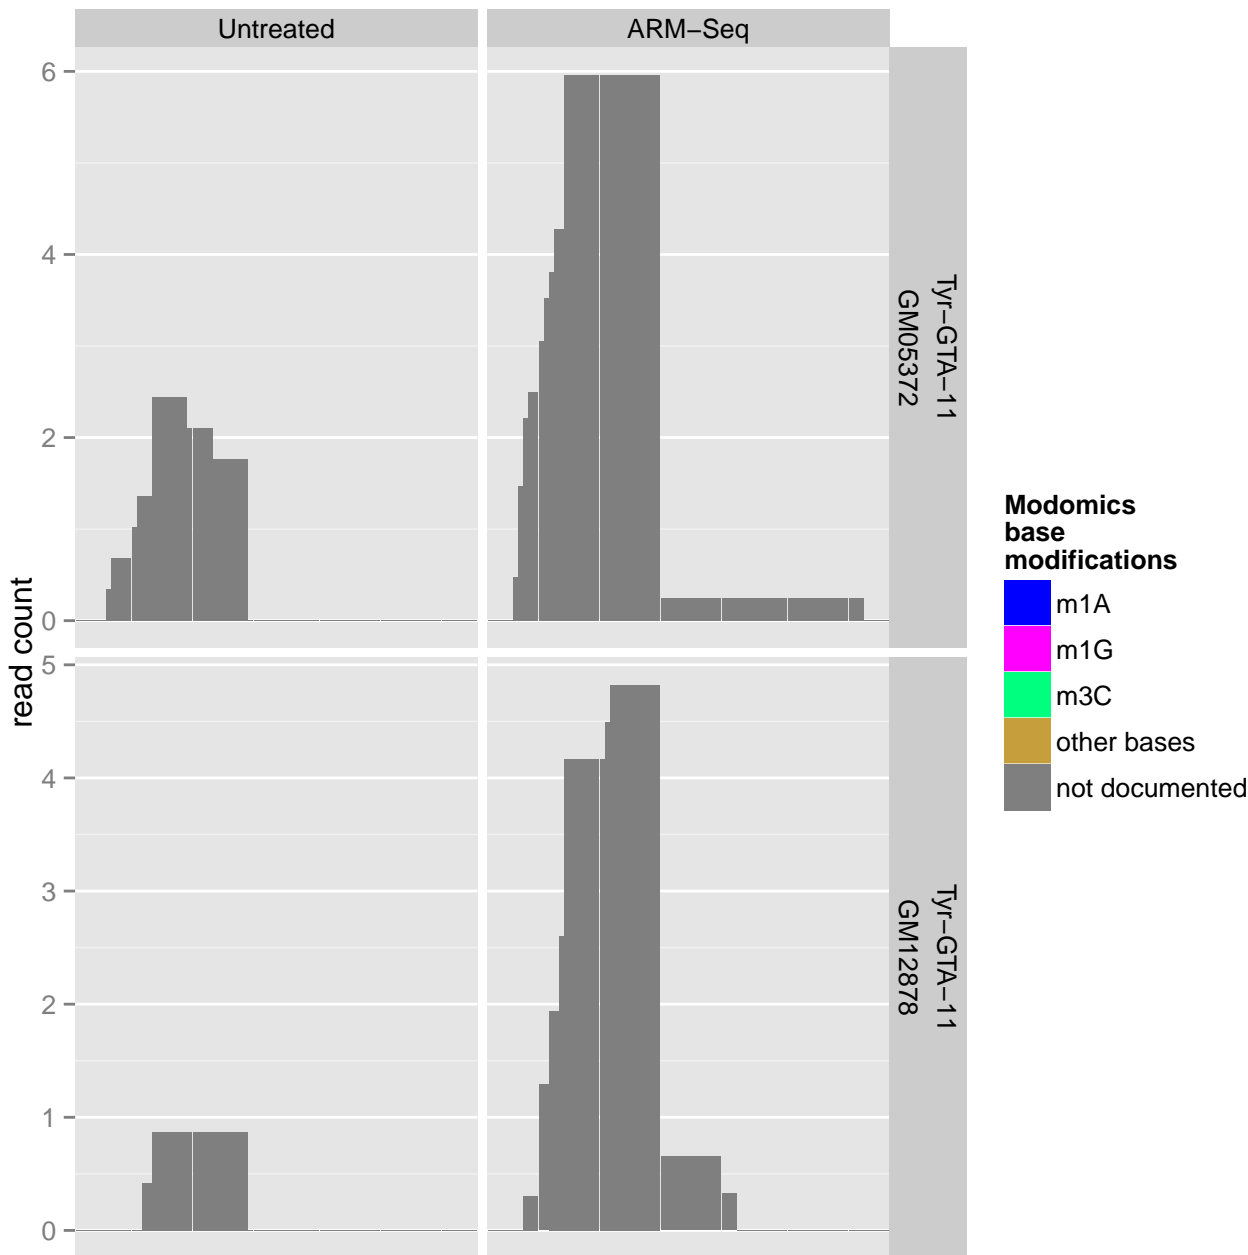 Untreated
ARM−Seq
6
4
2
0
Tyr−GTA−11
GM05372
5
4
3
2
1
0
Tyr−GTA−11
GM12878
read count
Modomics
base
modifications
m1A
m1G
m3C
other bases
not documented